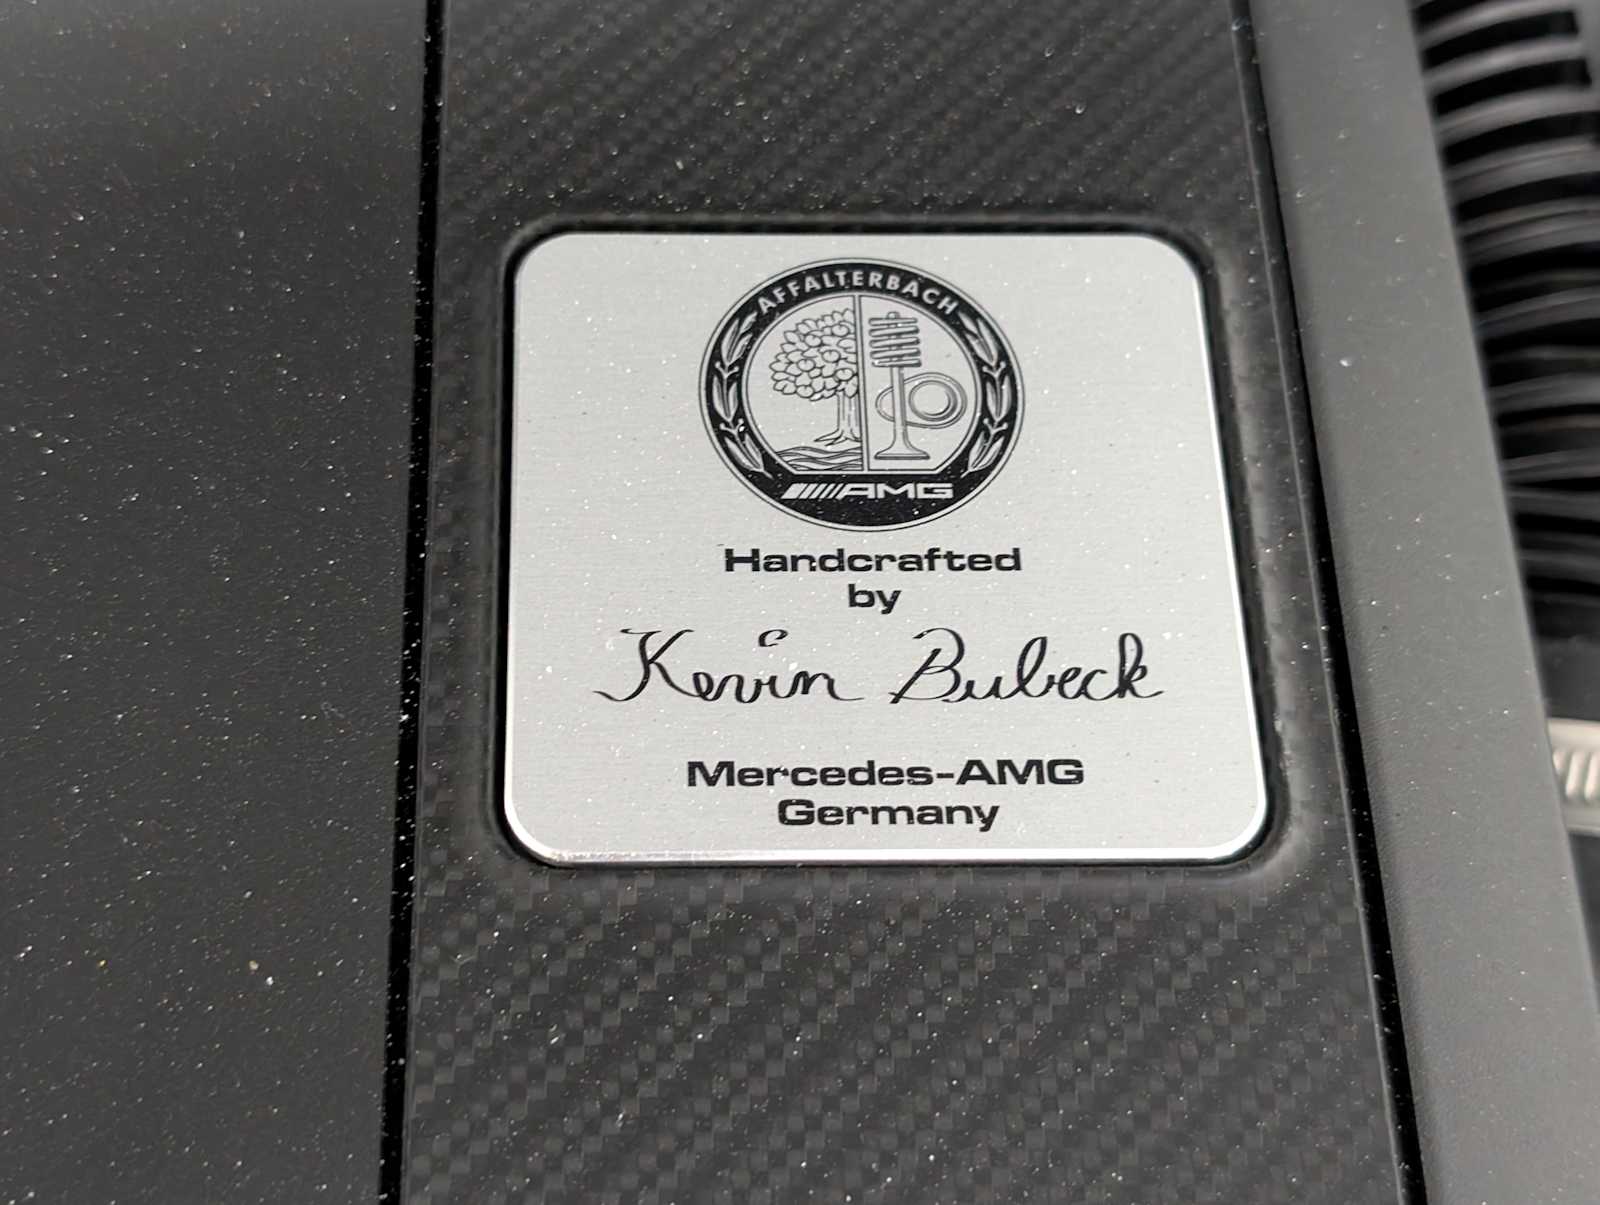 AFFALTERBACH
AMG
Handcrafted
by
Kevin Bubeck
Mercedes-AMG
Germany